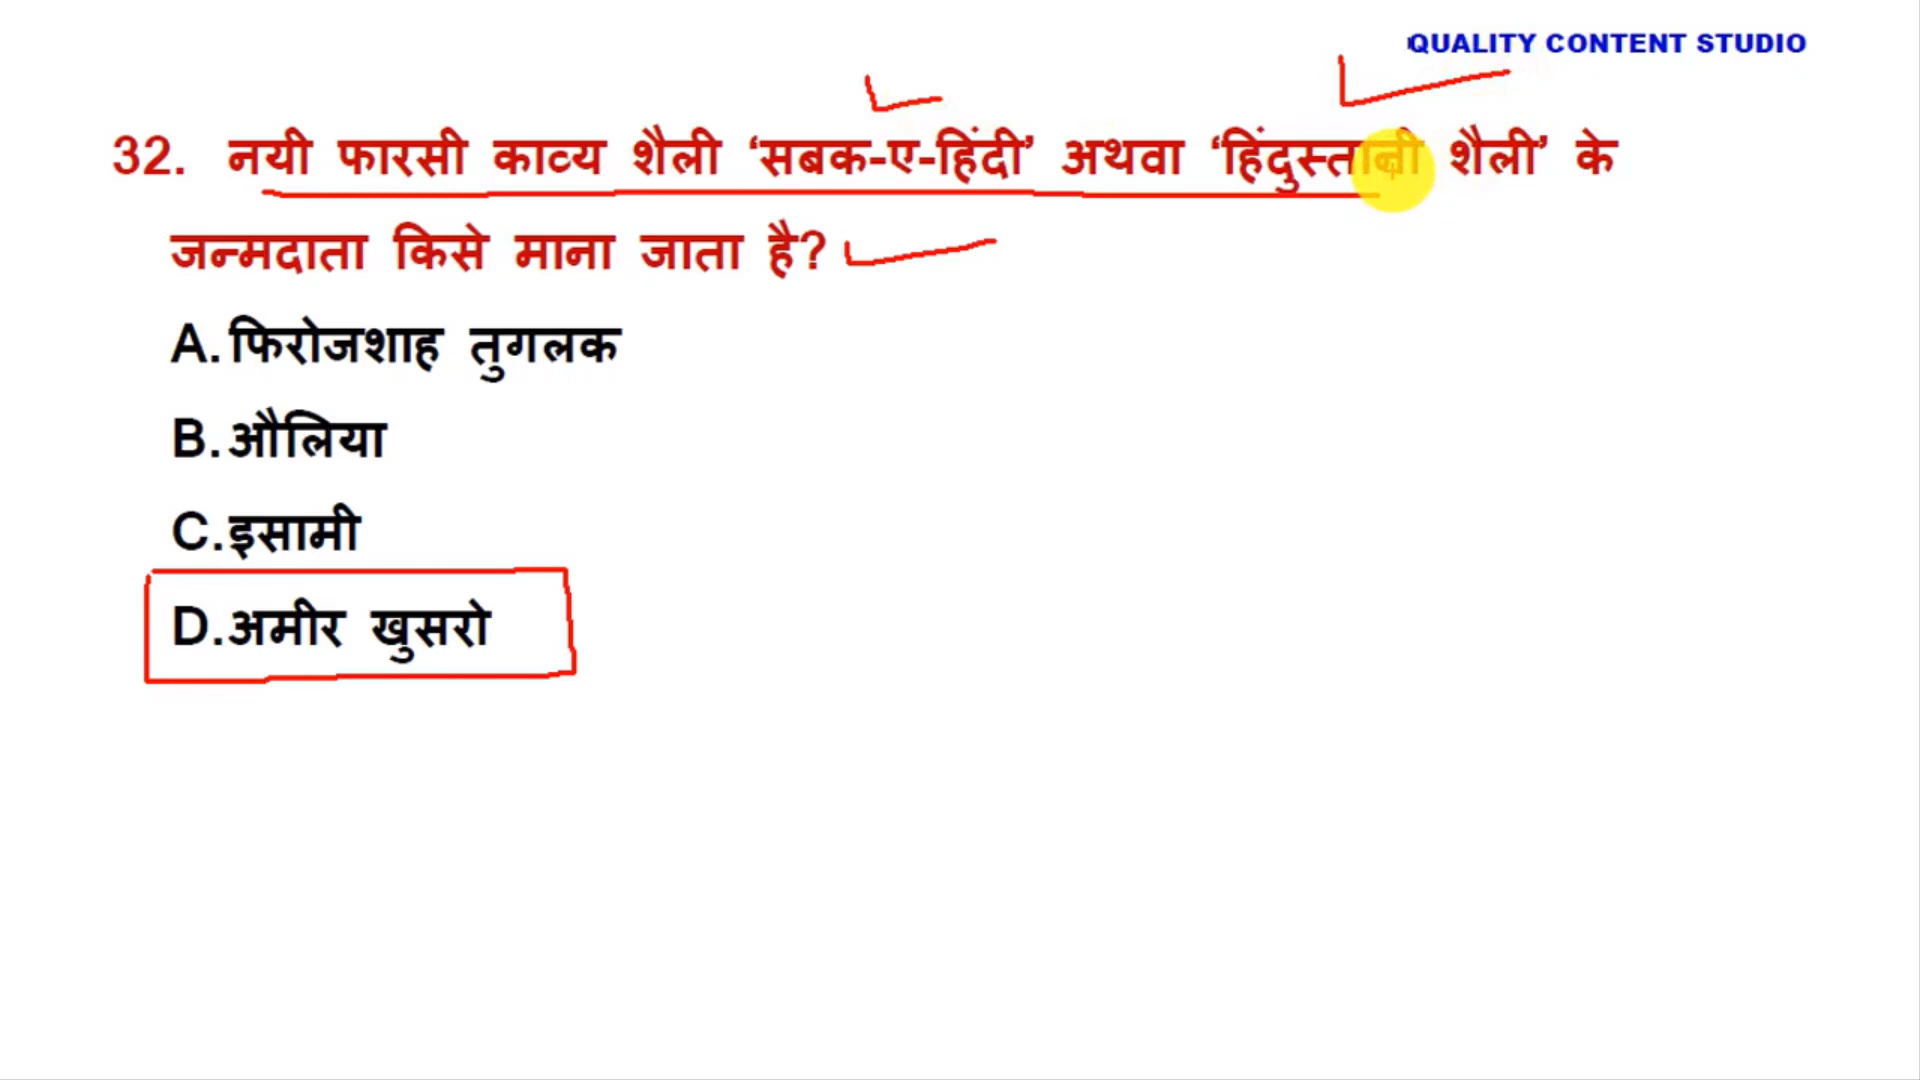 QUALITY CONTENT STUDIO
32. नयी फारसी काव्य शैली ‘सबक-ए-हिंदी’ अथवा ‘हिंदुस्तानी शैली’ के
जन्मदाता किसे माना जाता है?
A. फिरोजशाह तुगलक
B. औलिया
C. इसामी
D. अमीर खुसरो